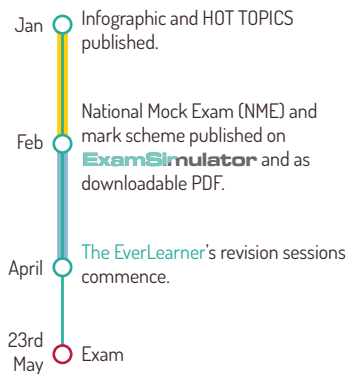 Jan
Infographic and HOT TOPICS
published.
Feb
National Mock Exam (NME) and
mark scheme published on
ExamSimulator and as
downloadable PDF.
April
The EverLearner's revision sessions
commence.
23rd
May
Exam